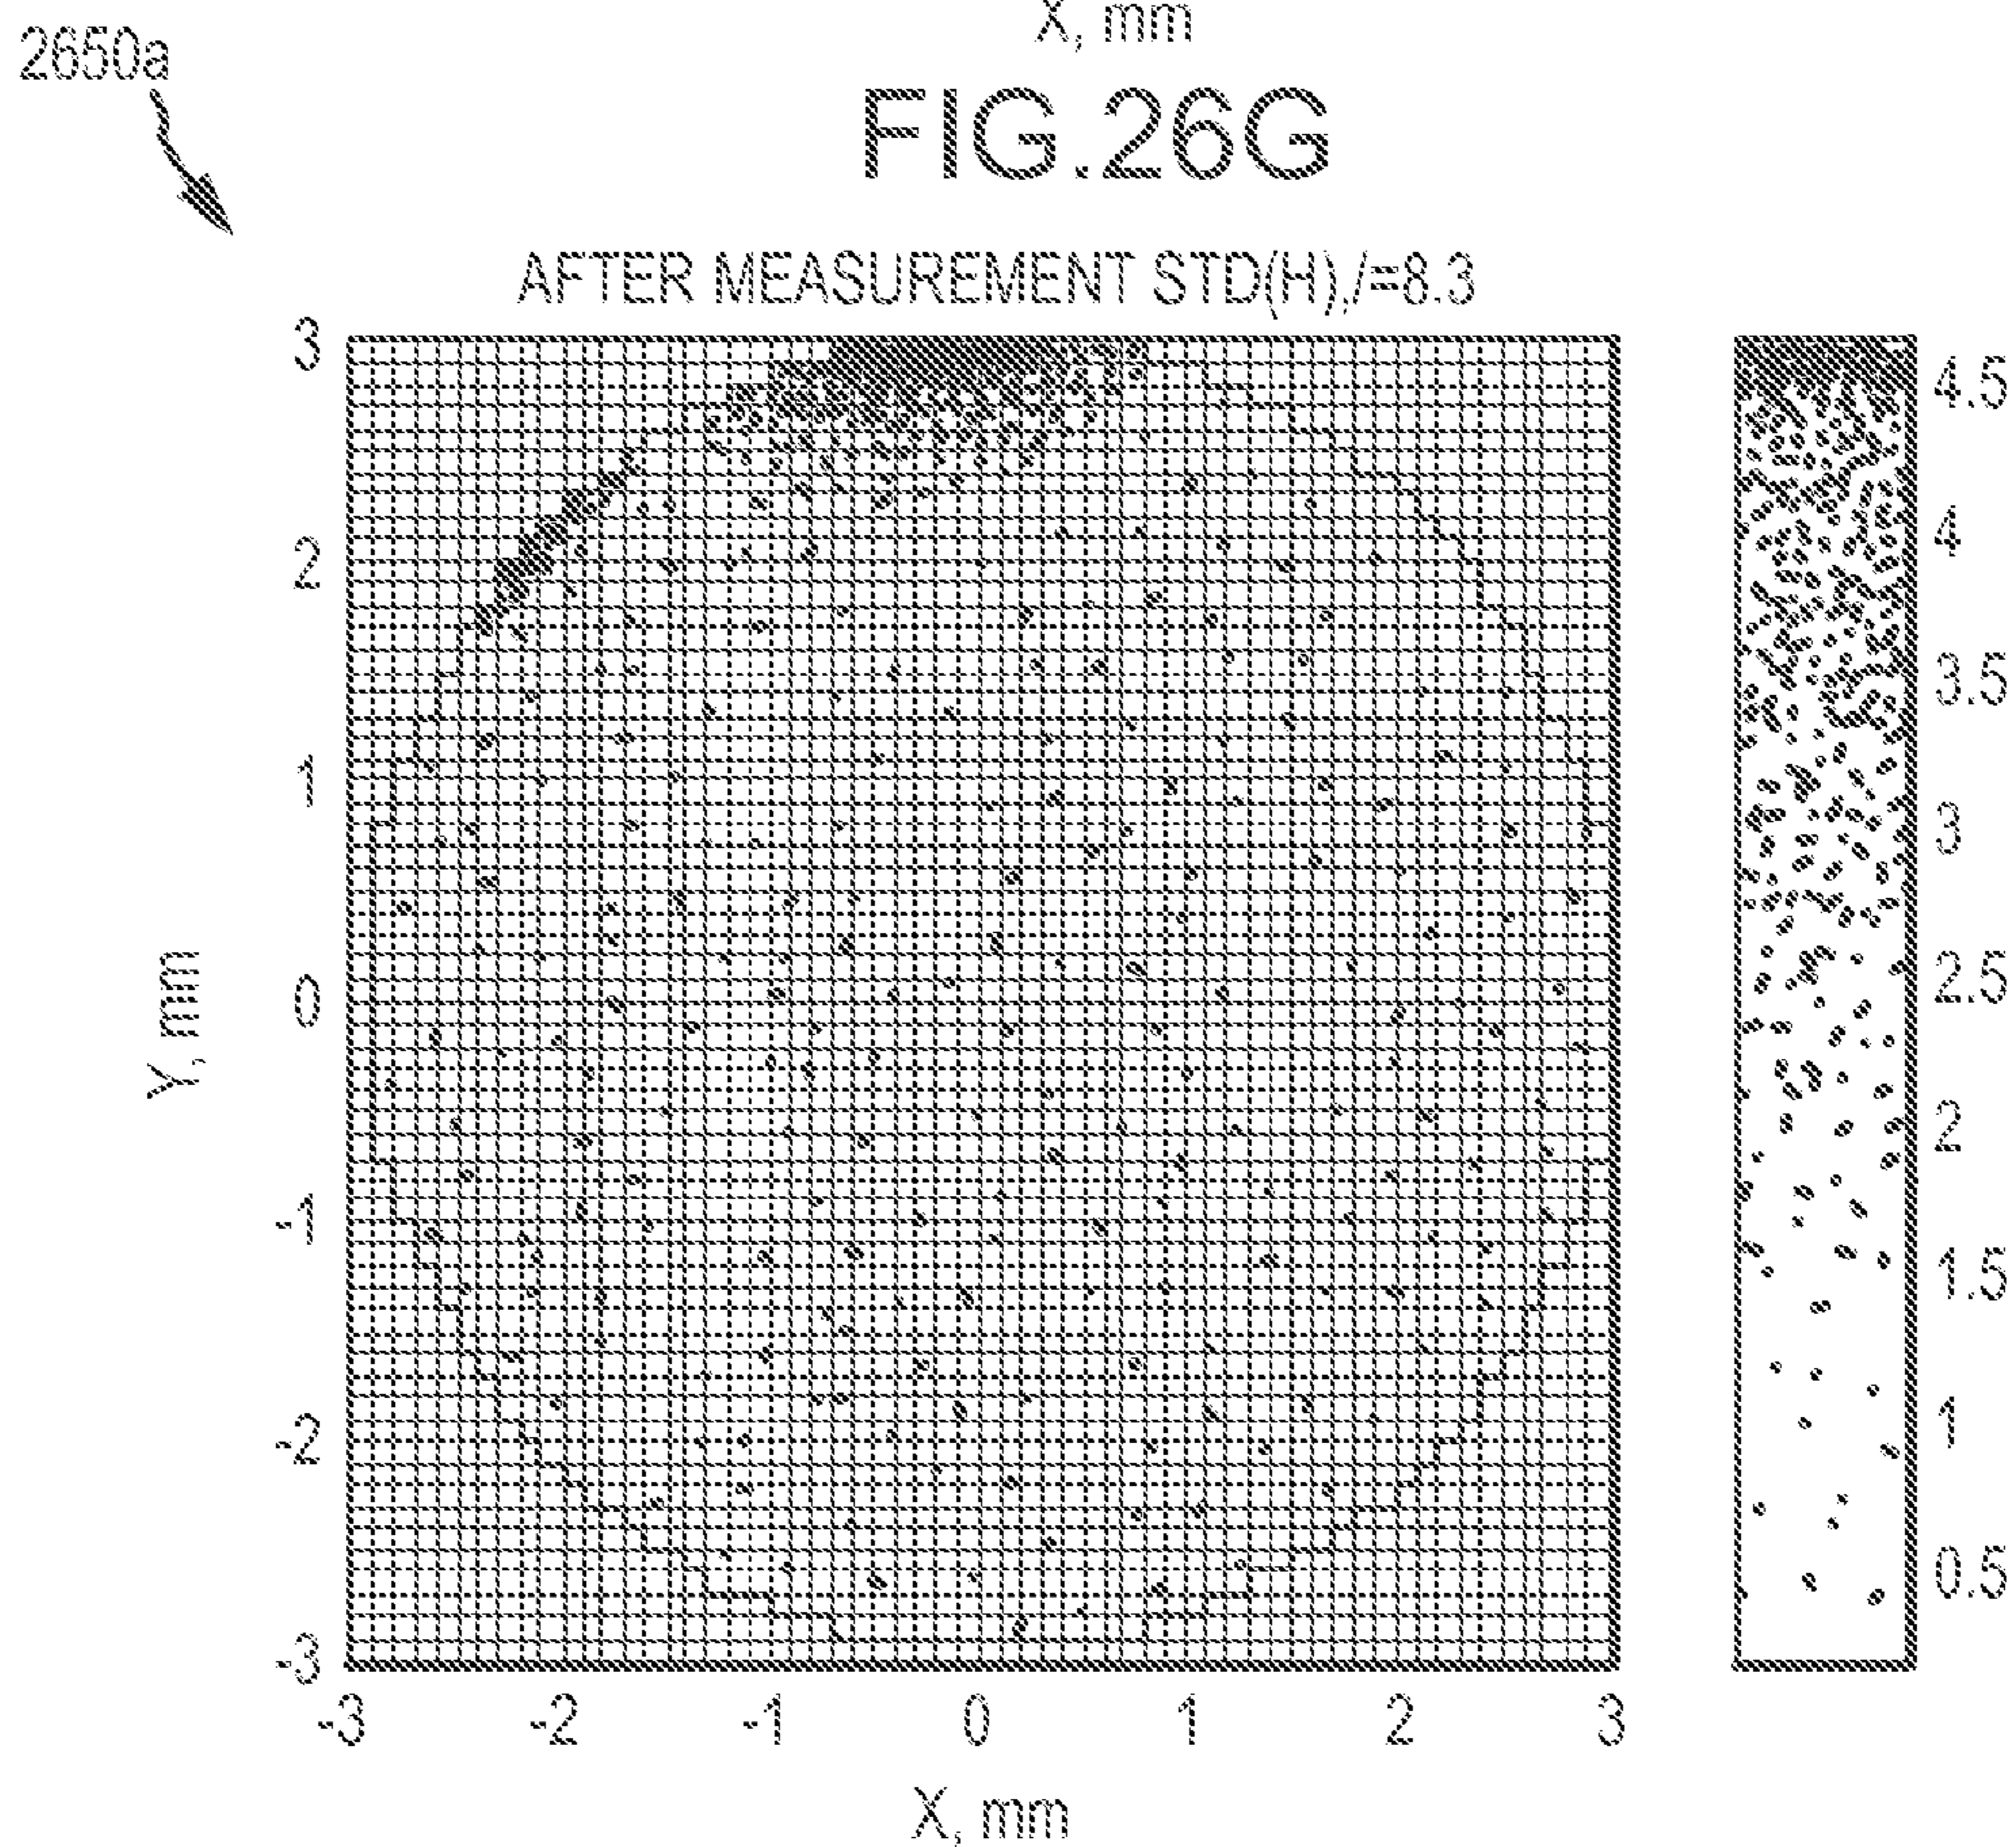 X, mm
2650a
FIG.26G
AFTER MEASUREMENT STD(H),/=8.3
3
2
1
0
-1
-2
-3
Y, mm
-3 -2 -1 0 1 2 3
X, mm
4.5
4
3.5
3
2.5
2
1.5
1
0.5